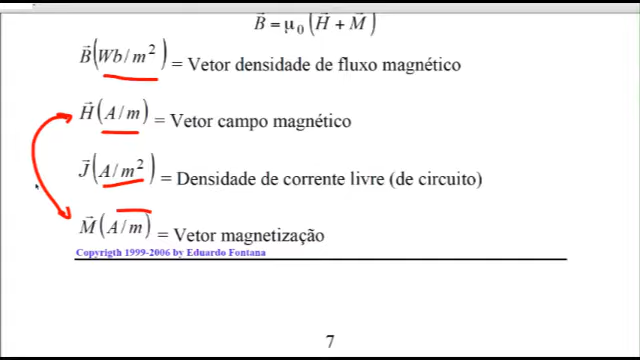 B⃗ = μ₀ (H⃗ + M⃗)
B⃗(Wb/m²) = Vetor densidade de fluxo magnético
H⃗(A/m) = Vetor campo magnético
J⃗(A/m²) = Densidade de corrente livre (de circuito)
M⃗(A/m) = Vetor magnetização
Copyrigth 1999-2006 by Eduardo Fontana
7